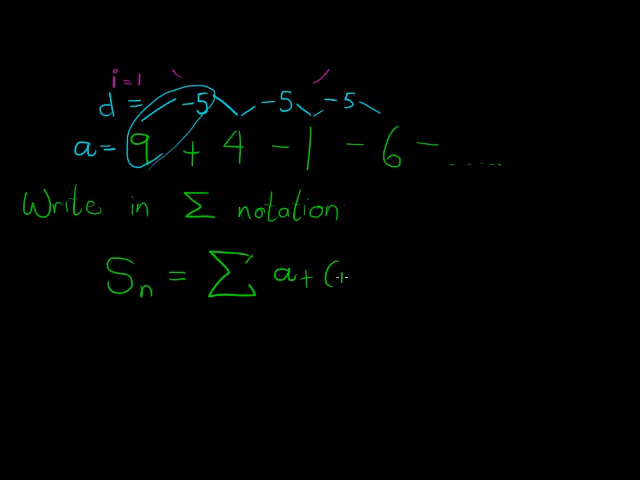 i = 1
d = -5 -5 -5
a = 9 + 4 - 1 - 6 - .....
Write in Σ notation
Sn = Σ a + (